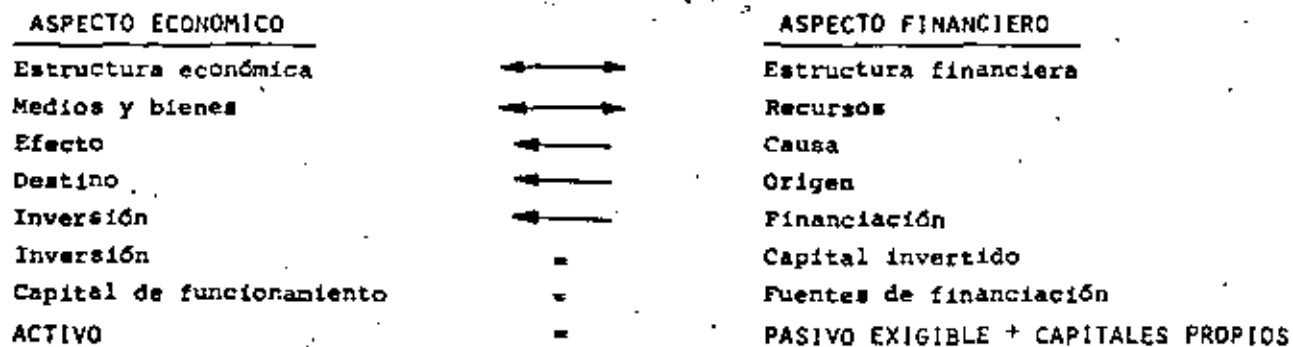 ASPECTO ECONÓMICO ASPECTO FINANCIERO
Estructura económica ↔ Estructura financiera
Medios y bienes ↔ Recursos
Efecto ← Causa
Destino ← Origen
Inversión ← Financiación
Inversión = Capital invertido
Capital de funcionamiento = Fuentes de financiación
ACTIVO = PASIVO EXIGIBLE + CAPITALES PROPIOS